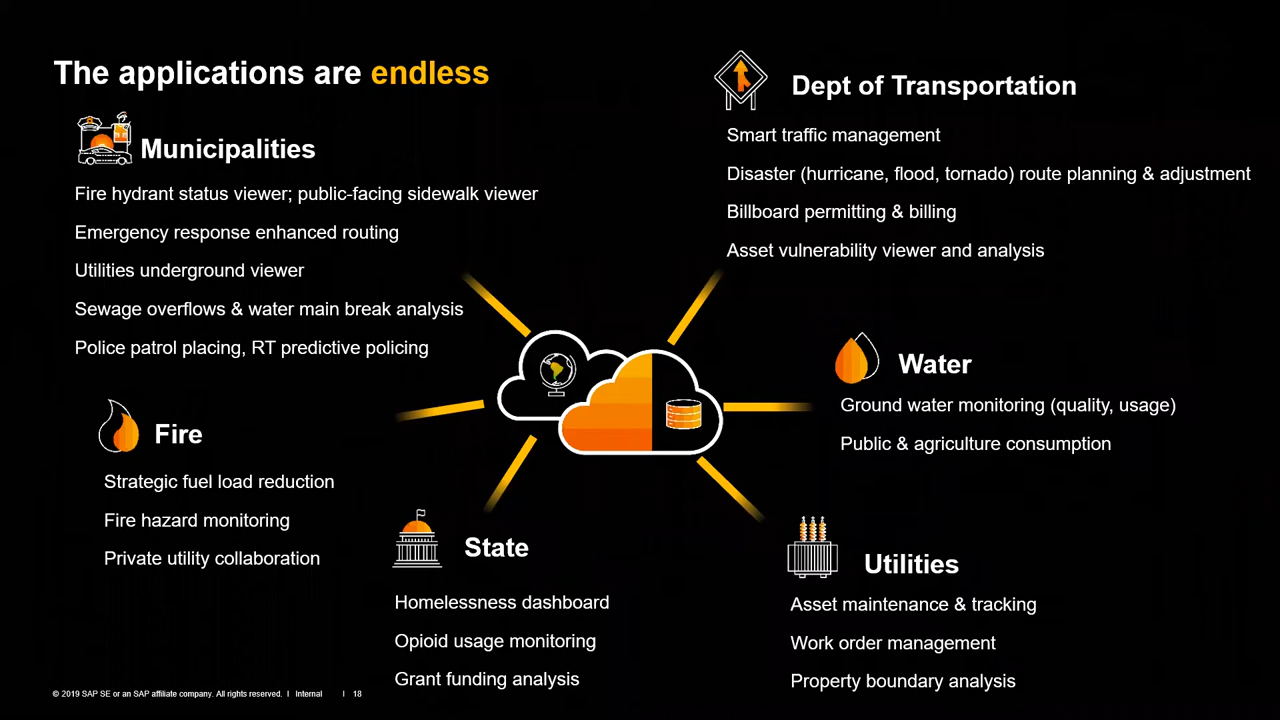 The applications are endless
Municipalities
Fire hydrant status viewer; public-facing sidewalk viewer
Emergency response enhanced routing
Utilities underground viewer
Sewage overflows & water main break analysis
Police patrol placing, RT predictive policing
Dept of Transportation
Smart traffic management
Disaster (hurricane, flood, tornado) route planning & adjustment
Billboard permitting & billing
Asset vulnerability viewer and analysis
Fire
Strategic fuel load reduction
Fire hazard monitoring
Private utility collaboration
Water
Ground water monitoring (quality, usage)
Public & agriculture consumption
State
Homelessness dashboard
Opioid usage monitoring
Grant funding analysis
Utilities
Asset maintenance & tracking
Work order management
Property boundary analysis
© 2019 SAP SE or an SAP affiliate company. All rights reserved. I Internal I 18